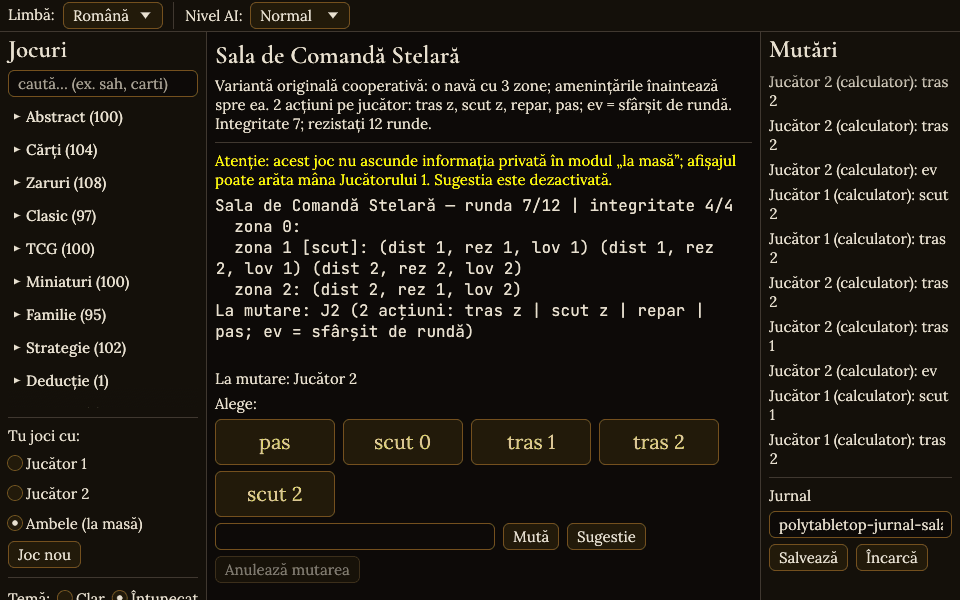 Limbă: Română ▼ Nivel AI: Normal ▼
Jocuri
caută... (ex. sah, carti)
▸ Abstract (100)
▸ Cărți (104)
▸ Zaruri (108)
▸ Clasic (97)
▸ TCG (100)
▸ Miniaturi (100)
▸ Familie (95)
▸ Strategie (102)
▸ Deducție (1)
Tu joci cu:
Jucător 1
Jucător 2
Ambele (la masă)
Joc nou
Temă: Clar Întunecat
Sala de Comandă Stelară
Variantă originală cooperativă: o navă cu 3 zone; amenințările înaintează
spre ea. 2 acțiuni pe jucător: tras z, scut z, repar, pas; ev = sfârșit de rundă.
Integritate 7; rezistați 12 runde.
Atenție: acest joc nu ascunde informația privată în modul „la masă”; afișajul
poate arăta mâna Jucătorului 1. Sugestia este dezactivată.
Sala de Comandă Stelară — runda 7/12 | integritate 4/4
zona 0:
zona 1 [scut]: (dist 1, rez 1, lov 1) (dist 1, rez
2, lov 1) (dist 2, rez 2, lov 2)
zona 2: (dist 2, rez 1, lov 2)
La mutare: J2 (2 acțiuni: tras z | scut z | repar |
pas; ev = sfârșit de rundă)
La mutare: Jucător 2
Alege:
pas scut 0 tras 1 tras 2
scut 2
Mută Sugestie
Anulează mutarea
Mutări
Jucător 2 (calculator): tras
2
Jucător 2 (calculator): tras
2
Jucător 2 (calculator): ev
Jucător 1 (calculator): scut
2
Jucător 1 (calculator): tras
2
Jucător 2 (calculator): tras
2
Jucător 2 (calculator): tras
1
Jucător 2 (calculator): ev
Jucător 1 (calculator): scut
1
Jucător 1 (calculator): tras
2
Jurnal
polytabletop-jurnal-sala
Salvează Încarcă